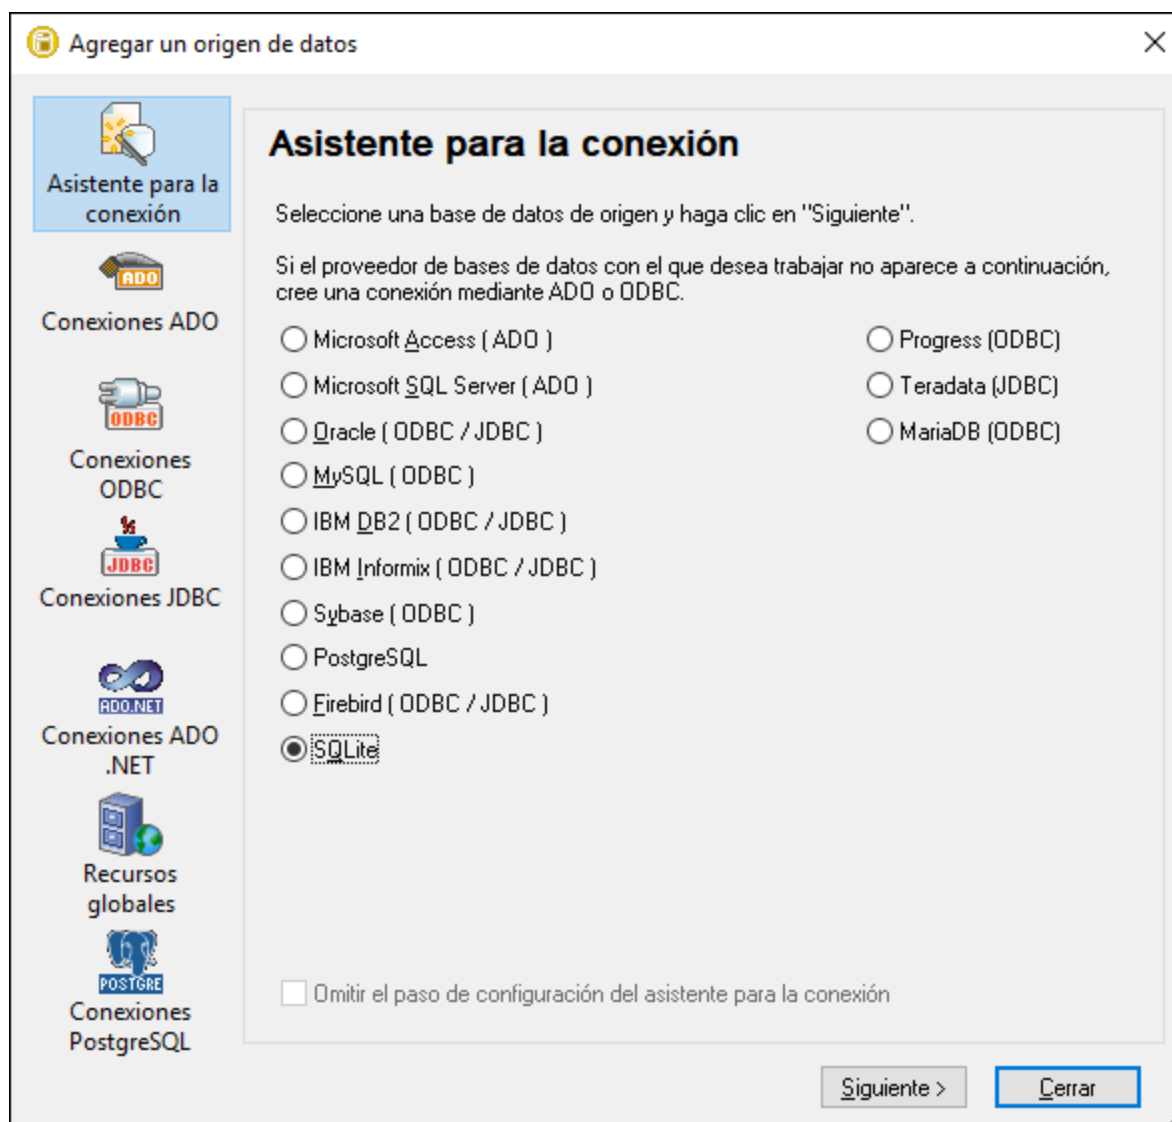 Agregar un origen de datos
Asistente para la
conexión
ADO
Conexiones ADO
ODBC
Conexiones
ODBC
JDBC
Conexiones JDBC
ADO.NET
Conexiones ADO
.NET
Recursos
globales
POSTGRE
Conexiones
PostgreSQL
Asistente para la conexión
Seleccione una base de datos de origen y haga clic en "Siguiente".
Si el proveedor de bases de datos con el que desea trabajar no aparece a continuación,
cree una conexión mediante ADO o ODBC.
Microsoft Access ( ADO )
Microsoft SQL Server ( ADO )
Oracle ( ODBC / JDBC )
MySQL ( ODBC )
IBM DB2 ( ODBC / JDBC )
IBM Informix ( ODBC / JDBC )
Sybase ( ODBC )
PostgreSQL
Firebird ( ODBC / JDBC )
SQLite
Progress (ODBC)
Teradata (JDBC)
MariaDB (ODBC)
Omitir el paso de configuración del asistente para la conexión
Siguiente >
Cerrar